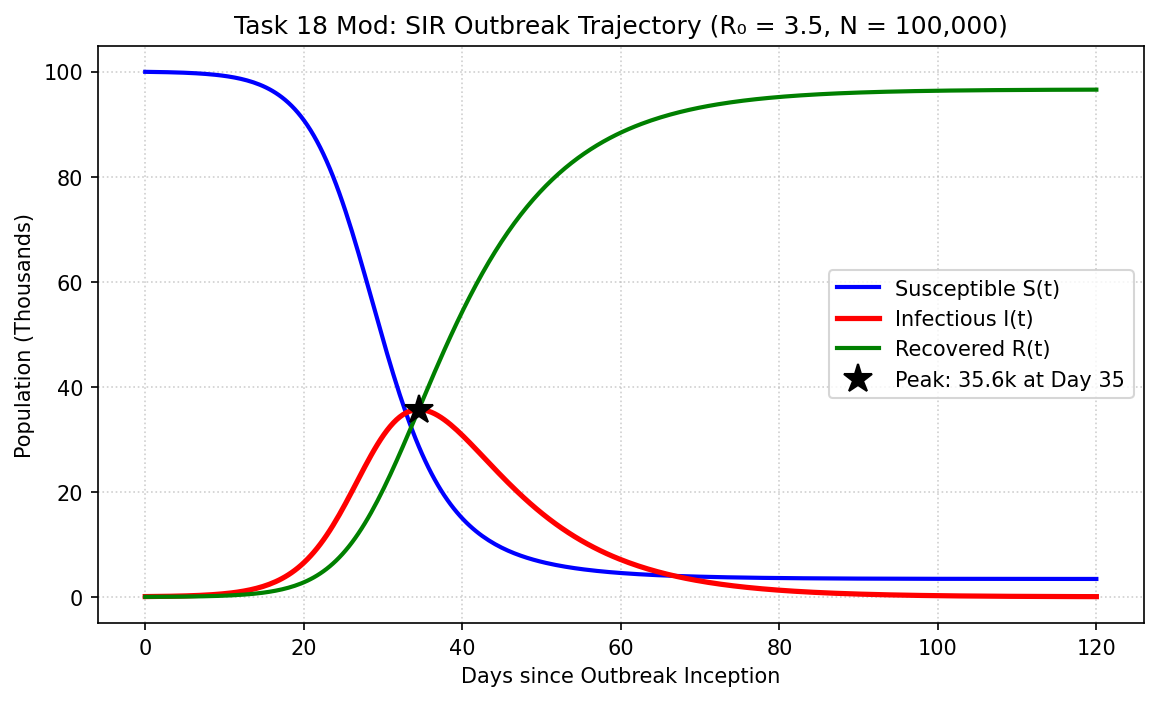 Task 18 Mod: SIR Outbreak Trajectory (R₀ = 3.5, N = 100,000)
Population (Thousands)
100
80
60
40
20
0
Susceptible S(t)
Infectious I(t)
Recovered R(t)
Peak: 35.6k at Day 35
0 20 40 60 80 100 120
Days since Outbreak Inception